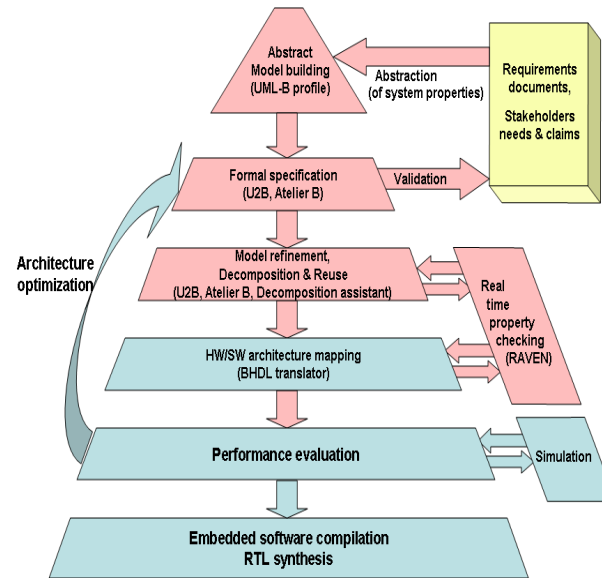 Abstract
Model building
(UML-B profile)
Abstraction
(of system properties)
Requirements
documents,
Stakeholders
needs & claims
Formal specification
(U2B, Atelier B)
Validation
Architecture
optimization
Model refinement,
Decomposition & Reuse
(U2B, Atelier B, Decomposition assistant)
Real
time
property
checking
(RAVEN)
HW/SW architecture mapping
(BHDL translator)
Performance evaluation
Simulation
Embedded software compilation
RTL synthesis